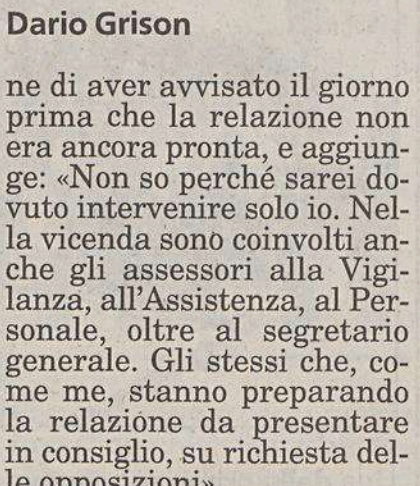 Dario Grison
ne di aver avvisato il giorno
prima che la relazione non
era ancora pronta, e aggiun-
ge: «Non so perché sarei do-
vuto intervenire solo io. Nel-
la vicenda sono coinvolti an-
che gli assessori alla Vigi-
lanza, all'Assistenza, al Per-
sonale, oltre al segretario
generale. Gli stessi che, co-
me me, stanno preparando
la relazione da presentare
in consiglio, su richiesta del-
le opposizioni»